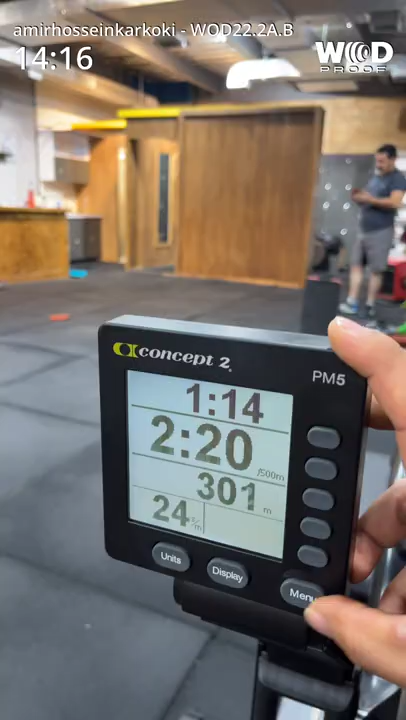 amirhosseinkarkoki - WOD22.2A.B
14:16
WOD
PROOF
concept 2.
PM5
1:14
2:20 /500m
301 m
24 s/m
Units
Display
Menu